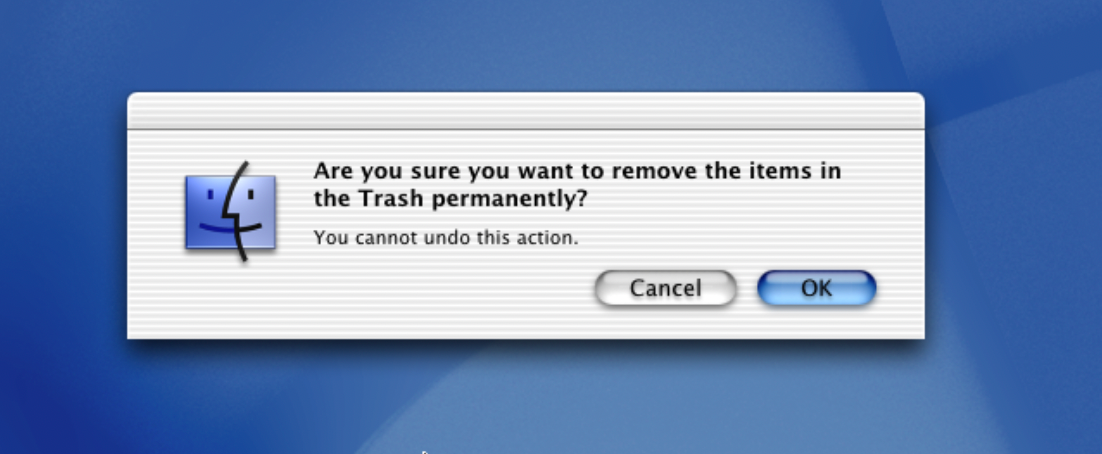 Are you sure you want to remove the items in
the Trash permanently?
You cannot undo this action.
Cancel OK